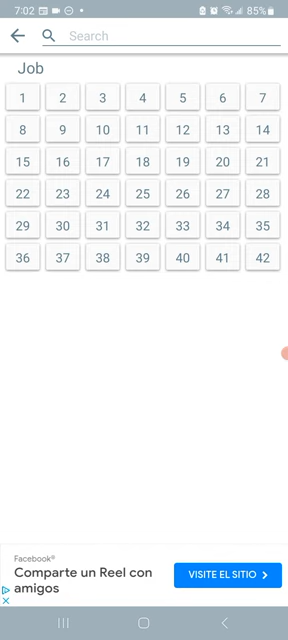 7:02
85%
Search
Job
1 2 3 4 5 6 7
8 9 10 11 12 13 14
15 16 17 18 19 20 21
22 23 24 25 26 27 28
29 30 31 32 33 34 35
36 37 38 39 40 41 42
Facebook®
Comparte un Reel con
amigos
VISITE EL SITIO